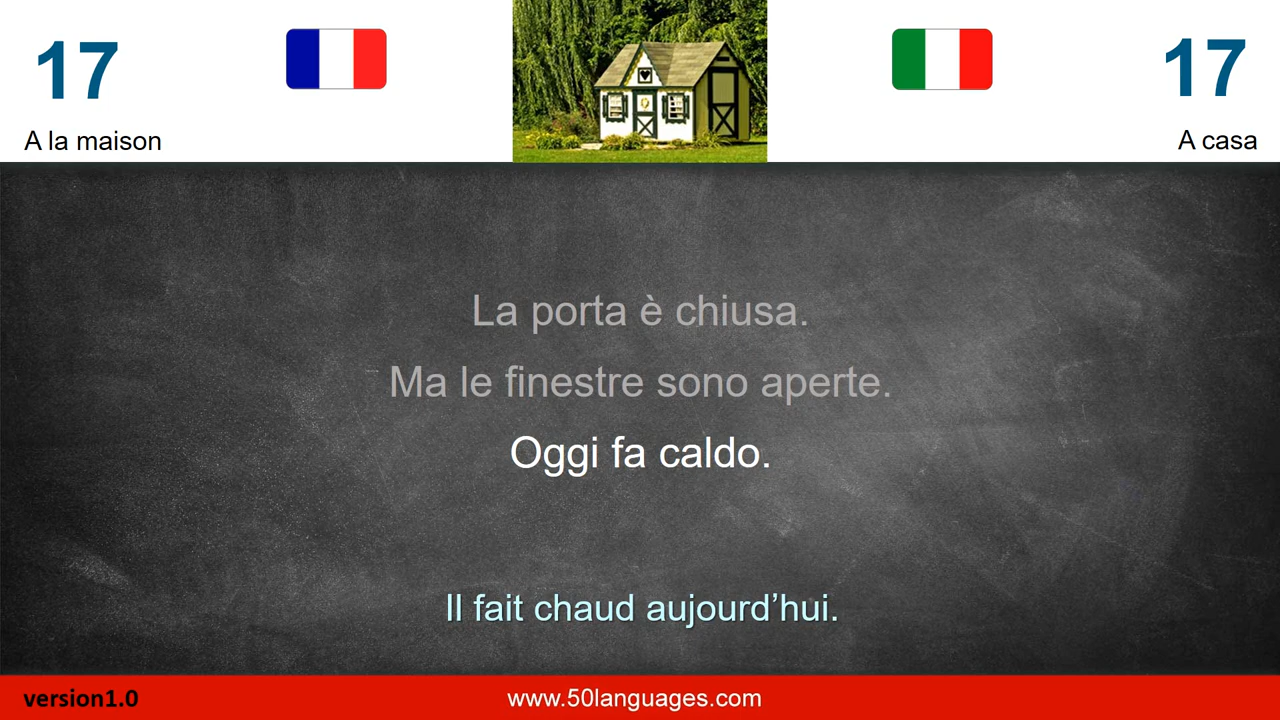 17
17
A la maison
A casa
La porta è chiusa.
Ma le finestre sono aperte.
Oggi fa caldo.
Il fait chaud aujourd’hui.
version1.0
www.50languages.com